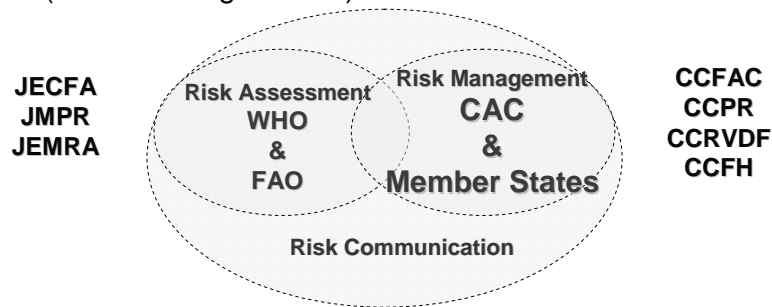 JECFA
JMPR
JEMRA
Risk Assessment
WHO
&
FAO
Risk Management
CAC
&
Member States
CCFAC
CCPR
CCRVDF
CCFH
Risk Communication